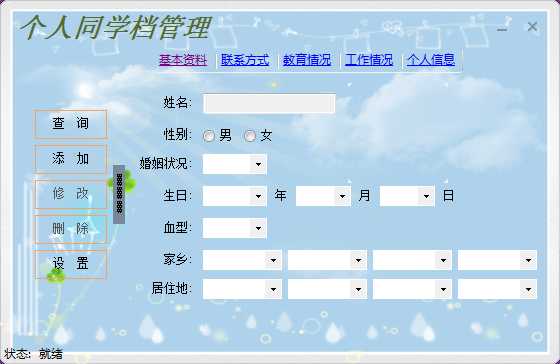 个人同学档管理
基本资料 联系方式 教育情况 工作情况 个人信息
姓名:
性别: 男 女
婚姻状况:
生日: 年 月 日
血型:
家乡:
居住地:
查 询
添 加
修 改
删 除
设 置
状态: 就绪